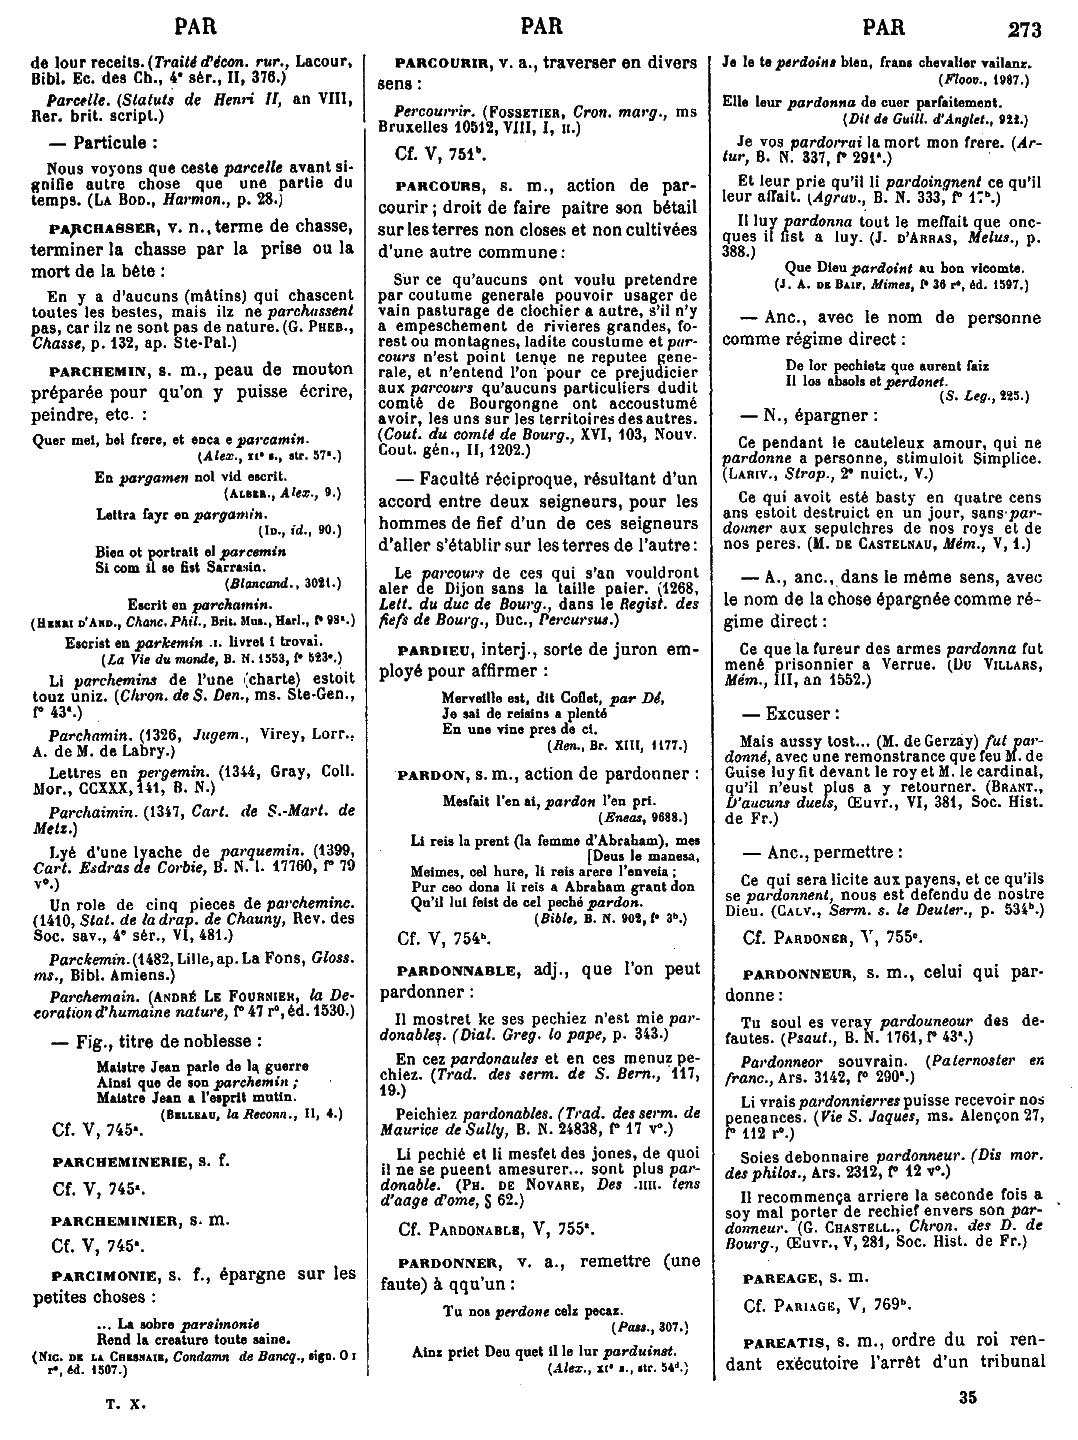 PAR PAR PAR 273
de lour receits. (Traité d'écon. rur., Lacour,
Bibl. Ec. des Ch., 4e sér., II, 376.)
Parcelle. (Statuts de Henri II, an VIII,
Rer. brit. script.)
— Particule :
Nous voyons que ceste parcelle avant si-
gnifie autre chose que une partie du
temps. (LA BOD., Harmon., p. 28.)
PARCHASSER, v. n., terme de chasse,
terminer la chasse par la prise ou la
mort de la bête :
En y a d'aucuns (mâtins) qui chascent
toutes les bestes, mais ilz ne parchassent
pas, car ilz ne sont pas de nature. (G. PHEB.,
Chasse, p. 132, ap. Ste-Pal.)
PARCHEMIN, s. m., peau de mouton
préparée pour qu'on y puisse écrire,
peindre, etc. :
Quer mei, bel frere, et enca e parcamin.
(Alex., XIe s., str. 57a.)
En pargamen nol vid escrit.
(ALBER., Alex., 9.)
Lettra fayr en pargamin.
(ID., id., 90.)
Bien ot portrait el parcemin
Si com il se fist Sarrasin.
(Blancand., 3021.)
Escrit en parchamin.
(HENRI D'AND., Chanc. Phil., Brit. Mus., Harl., fo 98a.)
Escrist en parkemin .I. livret i trovai.
(La Vie du monde, B. N. 1553, fo 523e.)
Li parchemins de l'une (charte) estoit
touz uniz. (Chron. de S. Den., ms. Ste-Gen.,
fo 43a.)
Parchamin. (1326, Jugem., Virey, Lorr.,
A. de M. de Labry.)
Lettres en pergemin. (1344, Gray, Coll.
Mor., CCXXX, 141, B. N.)
Parchaimin. (1347, Cart. de S.-Mart. de
Metz.)
Lyé d'une lyache de parquemin. (1399,
Cart. Esdras de Corbie, B. N. l. 17760, fo 79
vo.)
Un role de cinq pieces de parcheminc.
(1410, Stat. de la drap. de Chauny, Rev. des
Soc. sav., 4e sér., VI, 481.)
Parckemin. (1482, Lille, ap. La Fons, Gloss.
ms., Bibl. Amiens.)
Parchemain. (ANDRÉ LE FOURNIER, la De-
coration d'humaine nature, fo 47 ro, éd. 1530.)
— Fig., titre de noblesse :
Maistre Jean parle de la guerre
Ainsi que de son parchemin ;
Maistre Jean a l'esprit mutin.
(BELLEAU, la Reconn., II, 4.)
Cf. V, 745a.
PARCHEMINERIE, s. f.
Cf. V, 745a.
PARCHEMINIER, s. m.
Cf. V, 745a.
PARCIMONIE, s. f., épargne sur les
petites choses :
... La sobre parsimonie
Rend la creature toute saine.
(NIC. DE LA CHESNAIE, Condamn de Bancq., sign. O I
ro, éd. 1507.)
T. X.
PARCOURIR, v. a., traverser en divers
sens :
Percourrir. (FOSSETIER, Cron. marg., ms
Bruxelles 10512, VIII, I, II.)
Cf. V, 751b.
PARCOURS, s. m., action de par-
courir ; droit de faire paitre son bétail
sur les terres non closes et non cultivées
d'une autre commune :
Sur ce qu'aucuns ont voulu pretendre
par coutume generale pouvoir usager de
vain pasturage de clochier a autre, s'il n'y
a empeschement de rivieres grandes, fo-
rest ou montagnes, ladite coustume et par-
cours n'est point tenue ne reputee gene-
rale, et n'entend l'on pour ce prejudicier
aux parcours qu'aucuns particuliers dudit
comté de Bourgongne ont accoustumé
avoir, les uns sur les territoires des autres.
(Cout. du comté de Bourg., XVI, 103, Nouv.
Cout. gén., II, 1202.)
— Faculté réciproque, résultant d'un
accord entre deux seigneurs, pour les
hommes de fief d'un de ces seigneurs
d'aller s'établir sur les terres de l'autre :
Le parcours de ces qui s'an vouldront
aler de Dijon sans la taille paier. (1268,
Lett. du duc de Bourg., dans le Regist. des
fiefs de Bourg., Duc., Percursus.)
PARDIEU, interj., sorte de juron em-
ployé pour affirmer :
Merveille est, dit Coflet, par Dé,
Je sai de reisins a plenté
En une vine pres de ci.
(Ren., Br. XIII, 1177.)
PARDON, s. m., action de pardonner :
Mesfait l'en ai, pardon l'en pri.
(Eneas, 9688.)
Li reis la prent (la femme d'Abraham), mes
[Deus le manesa,
Meimes, cel hure, li reis arere l'enveia ;
Pur ceo dona li reis a Abraham grant don
Qu'il lui feist de cel peché pardon.
(Bible, B. N. 902, fo 3b.)
Cf. V, 754b.
PARDONNABLE, adj., que l'on peut
pardonner :
Il mostret ke ses pechiez n'est mie par-
donables. (Dial. Greg. lo pape, p. 343.)
En cez pardonaules et en ces menuz pe-
chiez. (Trad. des serm. de S. Bern., 117,
19.)
Peichiez pardonables. (Trad. des serm. de
Maurice de Sully, B. N. 24838, fo 17 vo.)
Li pechié et li mesfet des jones, de quoi
il ne se pueent amesurer... sont plus par-
donable. (PH. DE NOVARE, Des .IIII. tens
d'aage d'ome, § 62.)
Cf. PARDONABLE, V, 755a.
PARDONNER, v. a., remettre (une
faute) à qqu'un :
Tu nos perdone celz pecaz.
(Pass., 307.)
Ainz priet Deu quet il le lur parduinst.
(Alex., XIe s., str. 54d.)
Je le te perdoins bien, frans chevalier vailanz.
(Floov., 1987.)
Elle leur pardonna de cuer parfaitement.
(Dit de Guill. d'Anglet., 922.)
Je vos pardorrai la mort mon frere. (Ar-
tur, B. N. 337, fo 291a.)
Et leur prie qu'il li pardoingnent ce qu'il
leur affait. (Agrav., B. N. 333, fo 17b.)
Il luy pardonna tout le meffait que onc-
ques il fist a luy. (J. D'ARRAS, Melus., p.
388.)
Que Dieu pardoint au bon vicomte.
(J. A. DE BAIF, Mimes, fo 36 ro, éd. 1597.)
— Anc., avec le nom de personne
comme régime direct :
De lor pechietz que aurent faiz
Il los absols et perdonet.
(S. Leg., 225.)
— N., épargner :
Ce pendant le cauteleux amour, qui ne
pardonne a personne, stimuloit Simplice.
(LARIV., Strop., 2e nuict., V.)
Ce qui avoit esté basty en quatre cens
ans estoit destruict en un jour, sans par-
donner aux sepulchres de nos roys et de
nos peres. (M. DE CASTELNAU, Mém., V, 1.)
— A., anc., dans le même sens, avec
le nom de la chose épargnée comme ré-
gime direct :
Ce que la fureur des armes pardonna fut
mené prisonnier a Verrue. (DU VILLARS,
Mém., III, an 1552.)
— Excuser :
Mais aussy tost... (M. de Gerzay) fut par-
donné, avec une remonstrance que feu M. de
Guise luy fit devant le roy et M. le cardinal,
qu'il n'eust plus a y retourner. (BRANT.,
D'aucuns duels, Œuvr., VI, 381, Soc. Hist.
de Fr.)
— Anc., permettre :
Ce qui sera licite aux payens, et ce qu'ils
se pardonnent, nous est defendu de nostre
Dieu. (CALV., Serm. s. le Deuter., p. 534b.)
Cf. PARDONER, V, 755c.
PARDONNEUR, s. m., celui qui par-
donne :
Tu soul es veray pardouneour des de-
fautes. (Psaut., B. N. 1761, fo 43a.)
Pardonneor souvrain. (Paternoster en
franc., Ars. 3142, fo 290a.)
Li vrais pardonnierres puisse recevoir nos
peneances. (Vie S. Jaques, ms. Alençon 27,
fo 112 ro.)
Soies debonnaire pardonneur. (Dis mor.
des philos., Ars. 2312, fo 12 vo.)
Il recommença arriere la seconde fois a
soy mal porter de rechief envers son par-
donneur. (G. CHASTELL., Chron. des D. de
Bourg., Œuvr., V, 281, Soc. Hist. de Fr.)
PAREAGE, s. m.
Cf. PARIAGE, V, 769b.
PAREATIS, s. m., ordre du roi ren-
dant exécutoire l'arrêt d'un tribunal
35